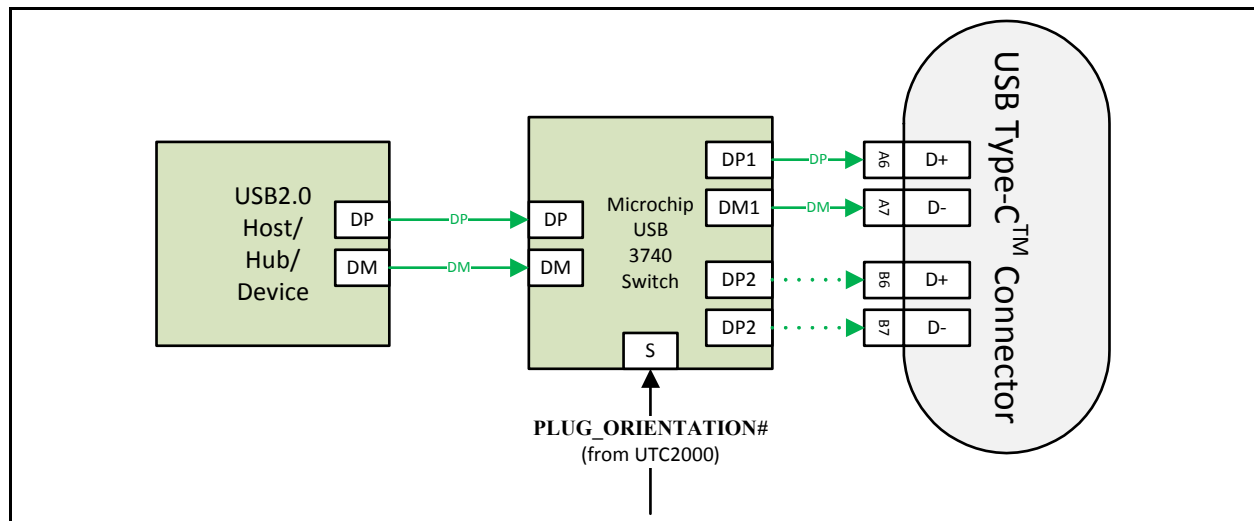 USB2.0
Host/
Hub/
Device
DP
DM
DP
DM
DP
DM
Microchip
USB
3740
Switch
DP1
DM1
DP2
DP2
S
DP
DM
A6
A7
B6
B7
D+
D-
D+
D-
USB Type-C™ Connector
PLUG_ORIENTATION#
(from UTC2000)